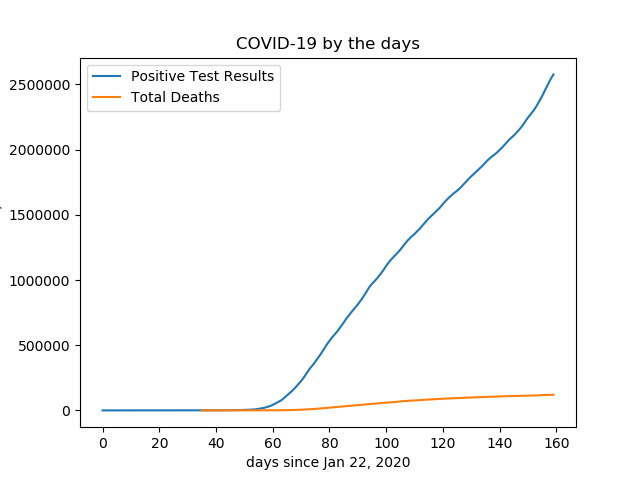 COVID-19 by the days
Positive Test Results
Total Deaths
2500000
2000000
1500000
1000000
500000
0
0 20 40 60 80 100 120 140 160
days since Jan 22, 2020